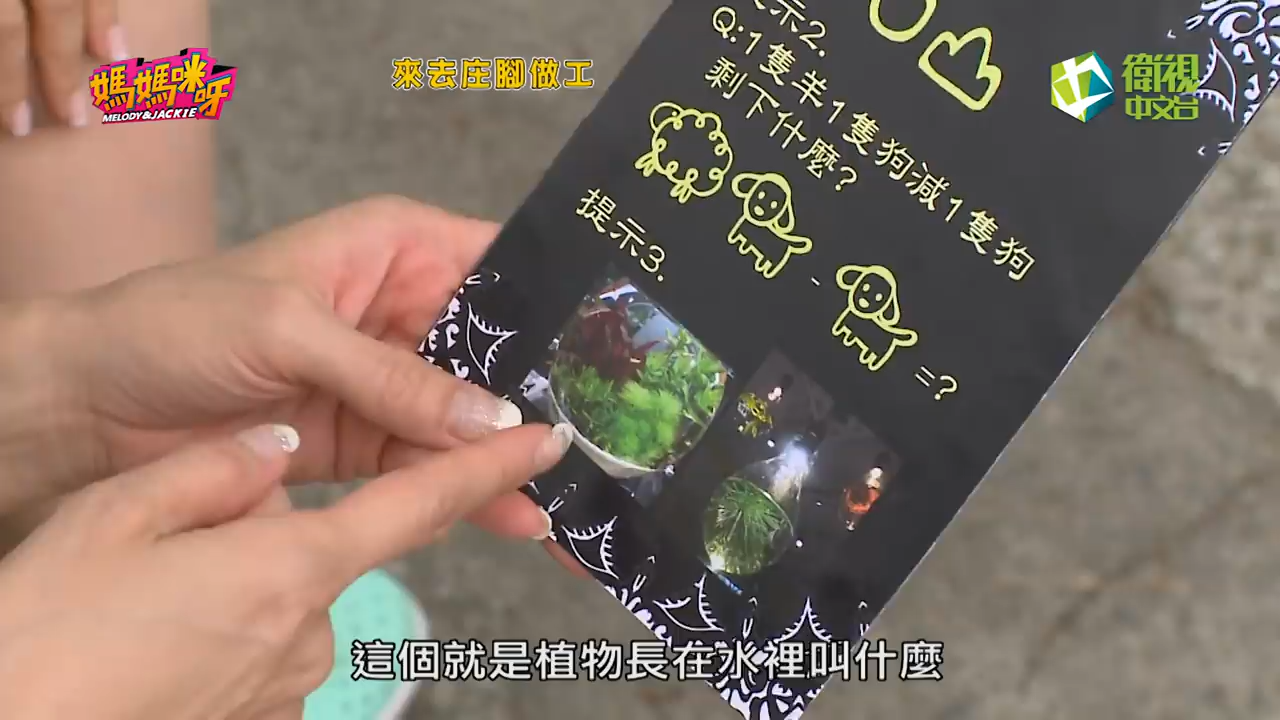 媽媽咪呀
MELODY&JACKIE
來去庄腳做工
衛視
中文台
示2.
Q:1隻羊1隻狗減1隻狗
剩下什麼?
- =?
提示3.
這個就是植物長在水裡叫什麼